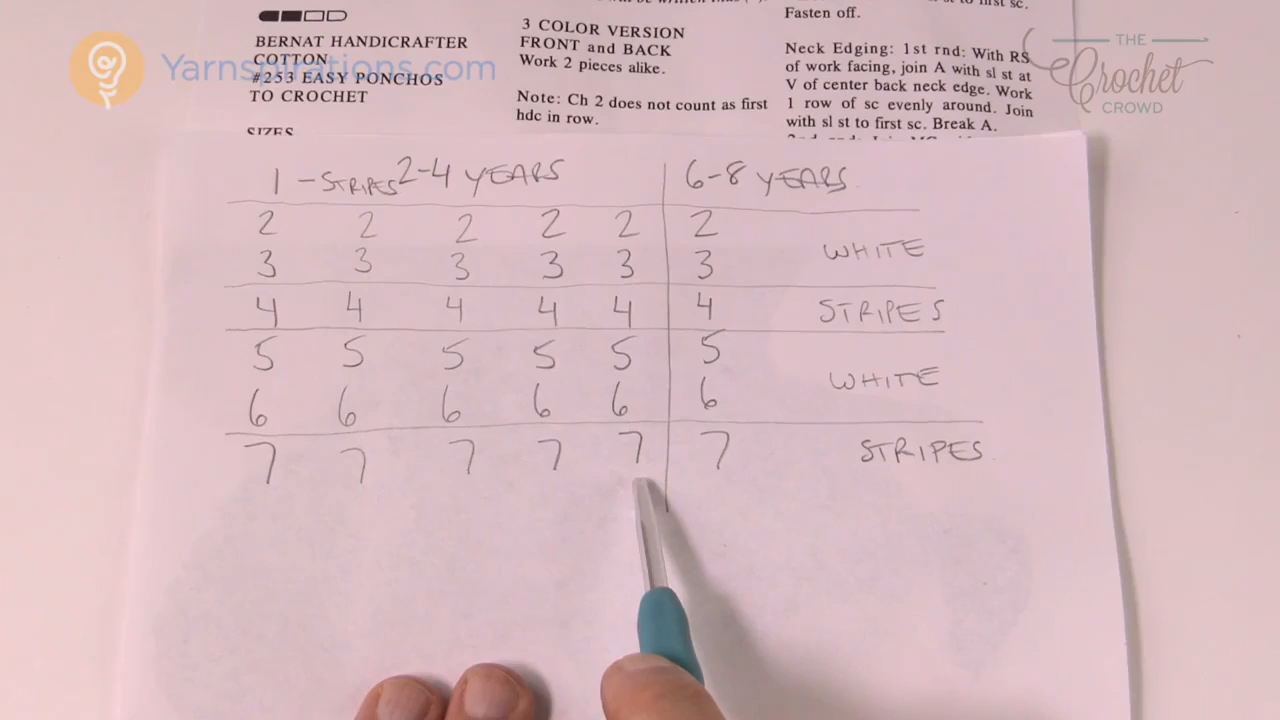 BERNAT HANDICRAFTER
COTTON
#253 EASY PONCHOS
TO CROCHET
SIZES
3 COLOR VERSION
FRONT and BACK
Work 2 pieces alike.
Note: Ch 2 does not count as first
hdc in row.
to first sc.
Fasten off.
Neck Edging: 1st rnd: With RS
of work facing, join A with sl st at
V of center back neck edge. Work
1 row of sc evenly around. Join
with sl st to first sc. Break A.
Yarnspirations.com
THE
Crochet
CROWD
1 - STRIPES 2-4 YEARS 6-8 YEARS
2 2 2 2 2 2
WHITE
3 3 3 3 3 3
4 4 4 4 4 4 STRIPES
5 5 5 5 5 5
WHITE
6 6 6 6 6 6
7 7 7 7 7 7 STRIPES